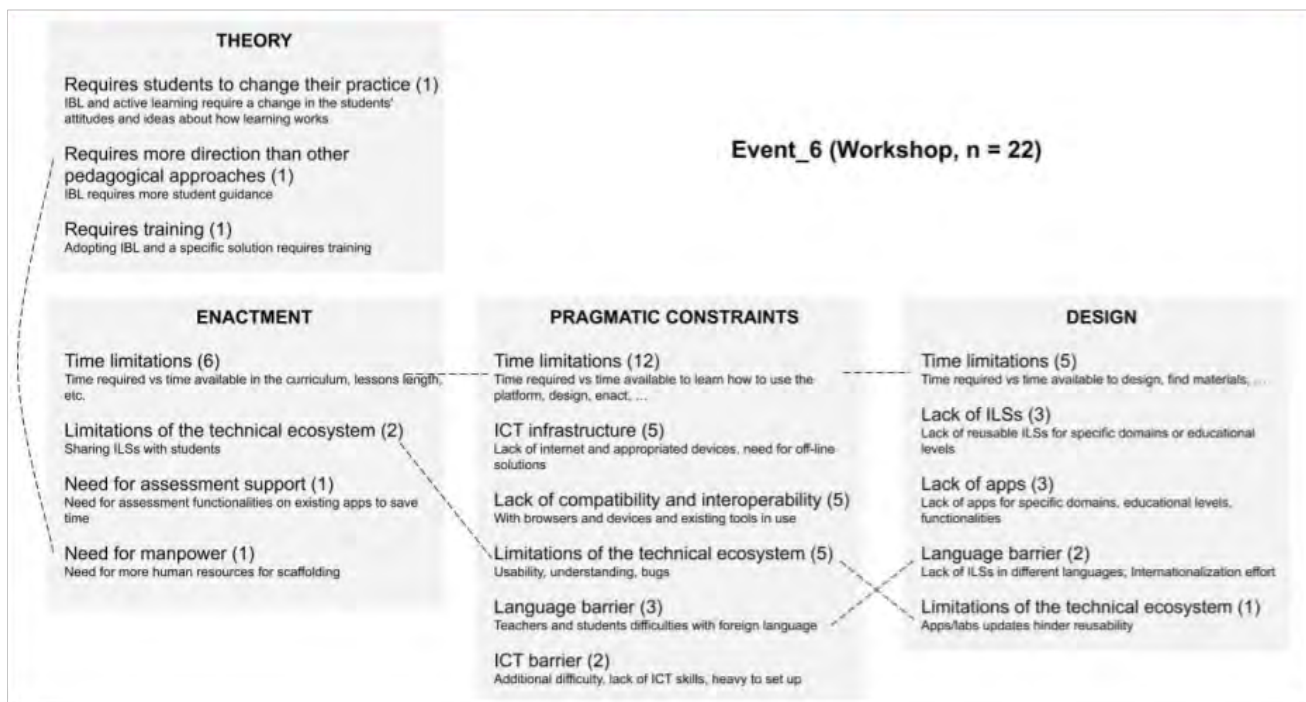 THEORY
Requires students to change their practice (1)
IBL and active learning require a change in the students'
attitudes and ideas about how learning works
Requires more direction than other
pedagogical approaches (1)
IBL requires more student guidance
Requires training (1)
Adopting IBL and a specific solution requires training
Event_6 (Workshop, n = 22)
ENACTMENT
Time limitations (6)
Time required vs time available in the curriculum, lessons length,
etc.
Limitations of the technical ecosystem (2)
Sharing ILSs with students
Need for assessment support (1)
Need for assessment functionalities on existing apps to save
time
Need for manpower (1)
Need for more human resources for scaffolding
PRAGMATIC CONSTRAINTS
Time limitations (12)
Time required vs time available to learn how to use the
platform, design, enact, …
ICT infrastructure (5)
Lack of internet and appropriated devices, need for off-line
solutions
Lack of compatibility and interoperability (5)
With browsers and devices and existing tools in use
Limitations of the technical ecosystem (5)
Usability, understanding, bugs
Language barrier (3)
Teachers and students difficulties with foreign language
ICT barrier (2)
Additional difficulty, lack of ICT skills, heavy to set up
DESIGN
Time limitations (5)
Time required vs time available to design, find materials, …
Lack of ILSs (3)
Lack of reusable ILSs for specific domains or educational
levels
Lack of apps (3)
Lack of apps for specific domains, educational levels,
functionalities
Language barrier (2)
Lack of ILSs in different languages; Internationalization effort
Limitations of the technical ecosystem (1)
Apps/labs updates hinder reusability